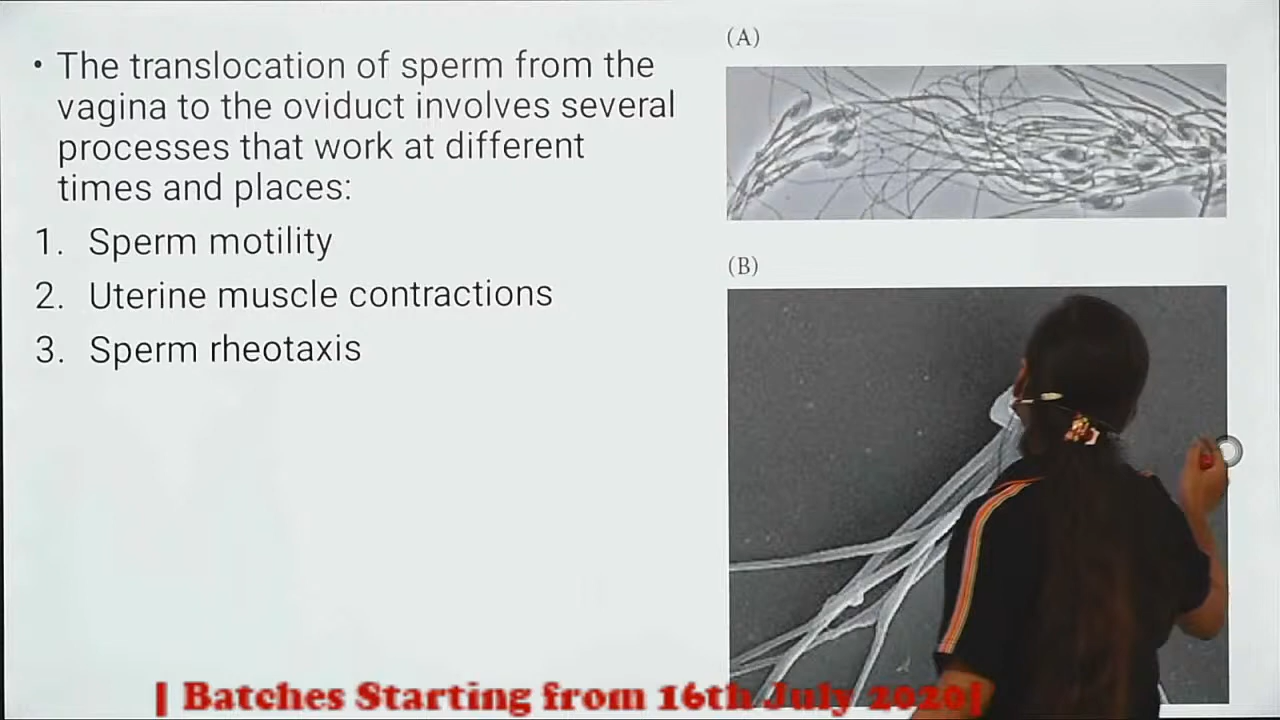 • The translocation of sperm from the
vagina to the oviduct involves several
processes that work at different
times and places:
1. Sperm motility
2. Uterine muscle contractions
3. Sperm rheotaxis
(A)
(B)
[ Batches Starting from 16th July 2020]